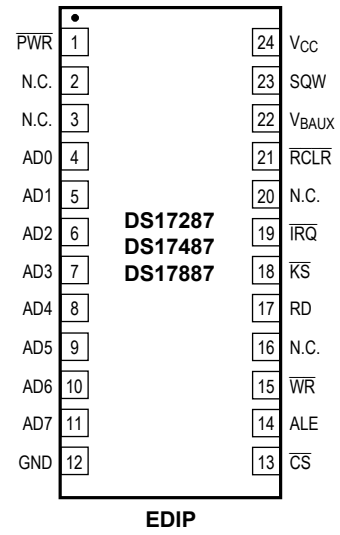 PWR 1 24 VCC
N.C. 2 23 SQW
N.C. 3 22 VBAUX
AD0 4 21 RCLR
AD1 5 20 N.C.
AD2 6 19 IRQ
AD3 7 18 KS
AD4 8 17 RD
AD5 9 16 N.C.
AD6 10 15 WR
AD7 11 14 ALE
GND 12 13 CS
DS17287
DS17487
DS17887
EDIP